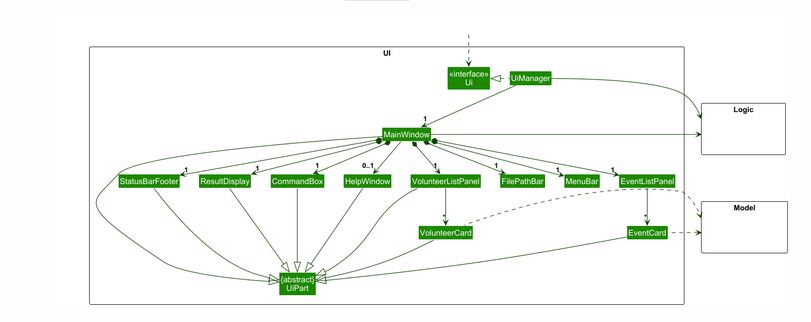 UI
«interface»
Ui
UiManager
1
Logic
MainWindow
1
1
1
0..1
1
1
1
1
StatusBarFooter
ResultDisplay
CommandBox
HelpWindow
VolunteerListPanel
FilePathBar
MenuBar
EventListPanel
Model
*
*
VolunteerCard
EventCard
{abstract}
UiPart